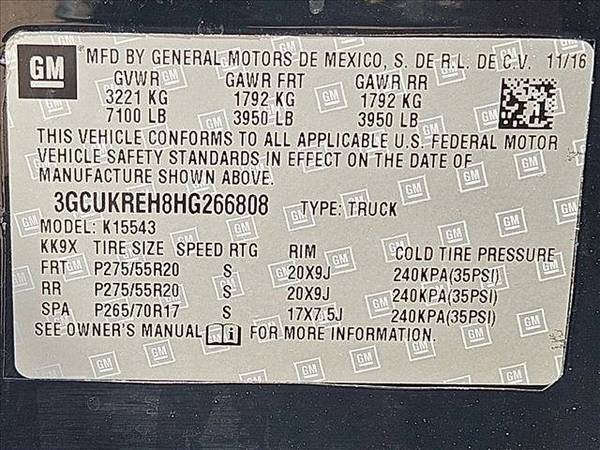 GM
MFD BY GENERAL MOTORS DE MEXICO, S. DE R.L. DE C.V. 11/16
GVWR GAWR FRT GAWR RR
3221 KG 1792 KG 1792 KG
7100 LB 3950 LB 3950 LB
THIS VEHICLE CONFORMS TO ALL APPLICABLE U.S. FEDERAL MOTOR
VEHICLE SAFETY STANDARDS IN EFFECT ON THE DATE OF
MANUFACTURE SHOWN ABOVE.
3GCUKREH8HG266808 TYPE: TRUCK
MODEL: K15543
KK9X TIRE SIZE SPEED RTG RIM COLD TIRE PRESSURE
FRT P275/55R20 S 20X9J 240KPA(35PSI)
RR P275/55R20 S 20X9J 240KPA(35PSI)
SPA P265/70R17 S 17X7.5J 240KPA(35PSI)
SEE OWNER'S MANUAL i FOR MORE INFORMATION.